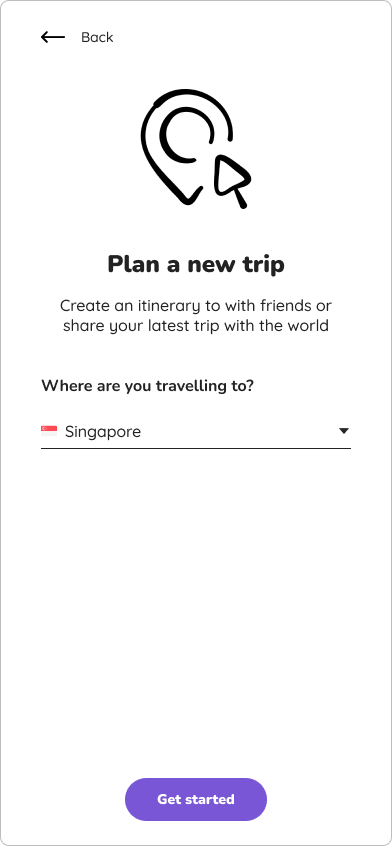 Back
Plan a new trip
Create an itinerary to with friends or
share your latest trip with the world
Where are you travelling to?
Singapore
Get started